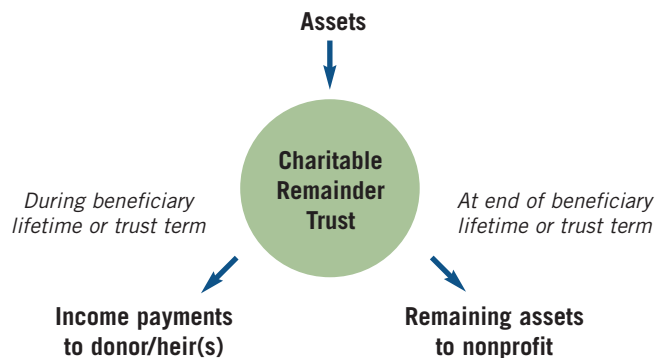 Assets
Charitable
Remainder
Trust
During beneficiary
lifetime or trust term
At end of beneficiary
lifetime or trust term
Income payments
to donor/heir(s)
Remaining assets
to nonprofit